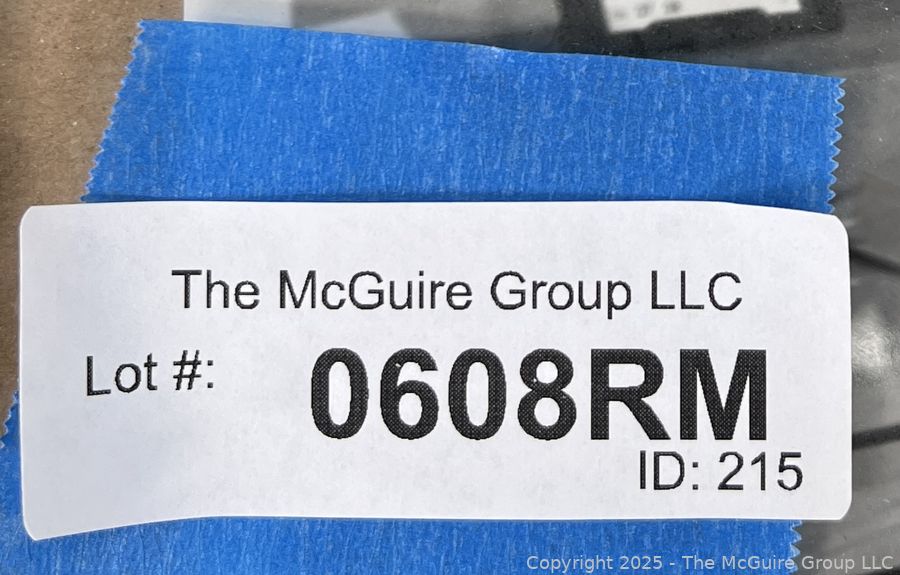 The McGuire Group LLC
Lot #:
0608RM
ID: 215
Copyright 2025 - The McGuire Group LLC